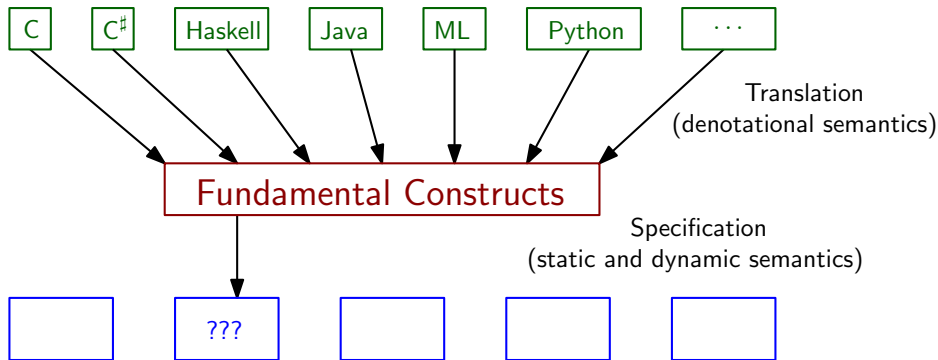 C
C♯
Haskell
Java
ML
Python
···
Translation
(denotational semantics)
Fundamental Constructs
Specification
(static and dynamic semantics)
???